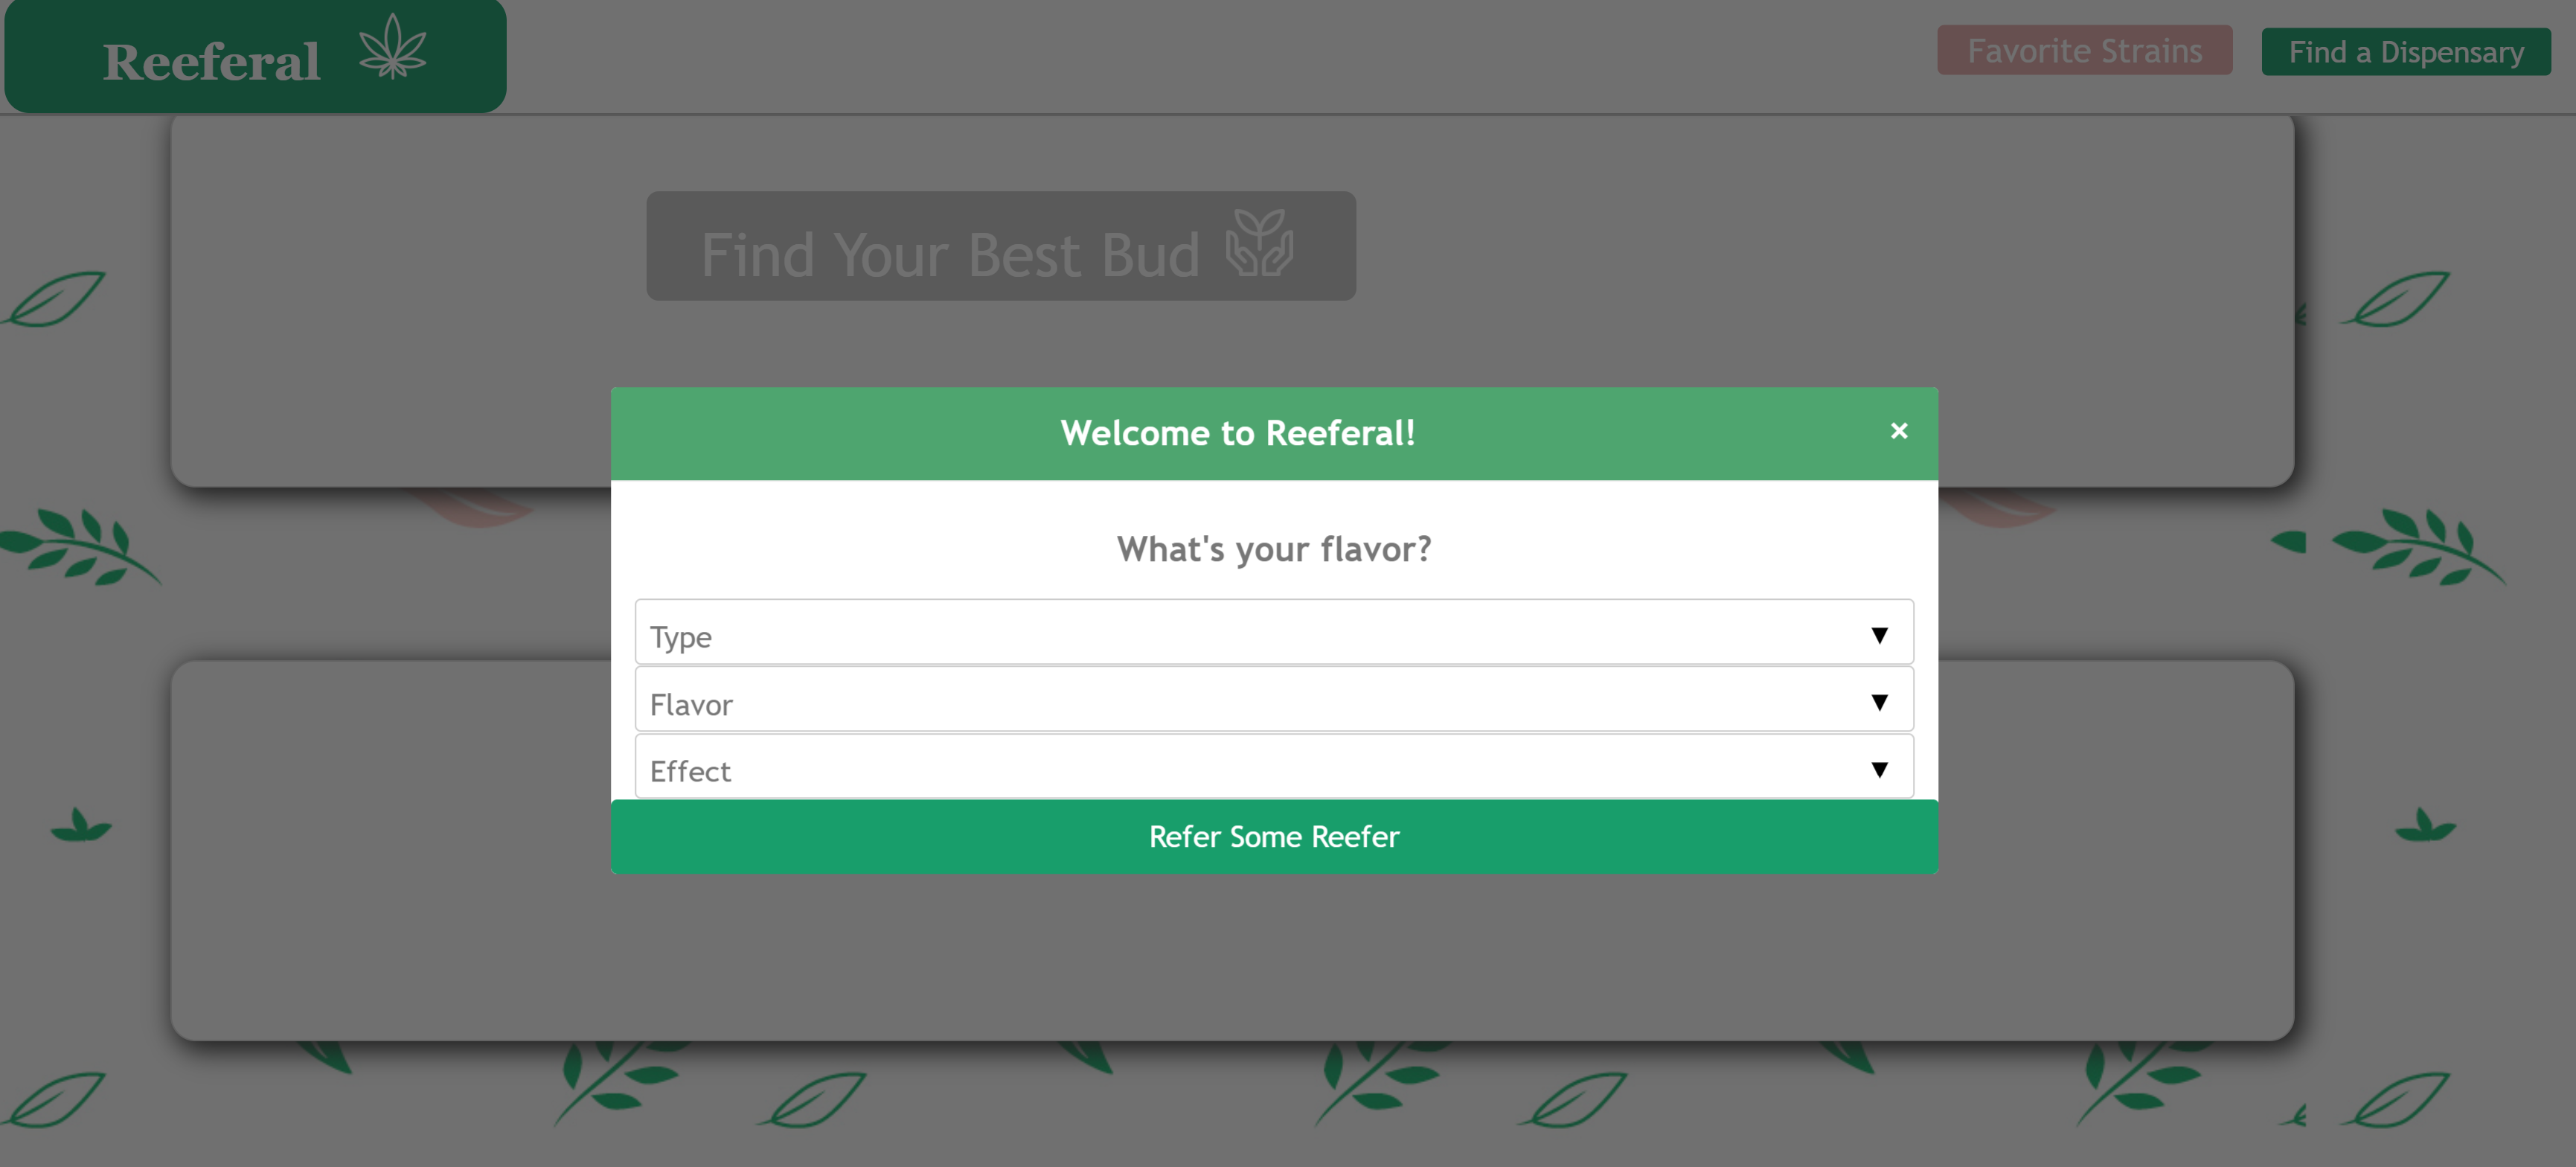 Reeferal
Favorite Strains
Find a Dispensary
Find Your Best Bud
Welcome to Reeferal!
×
What's your flavor?
Type
Flavor
Effect
Refer Some Reefer